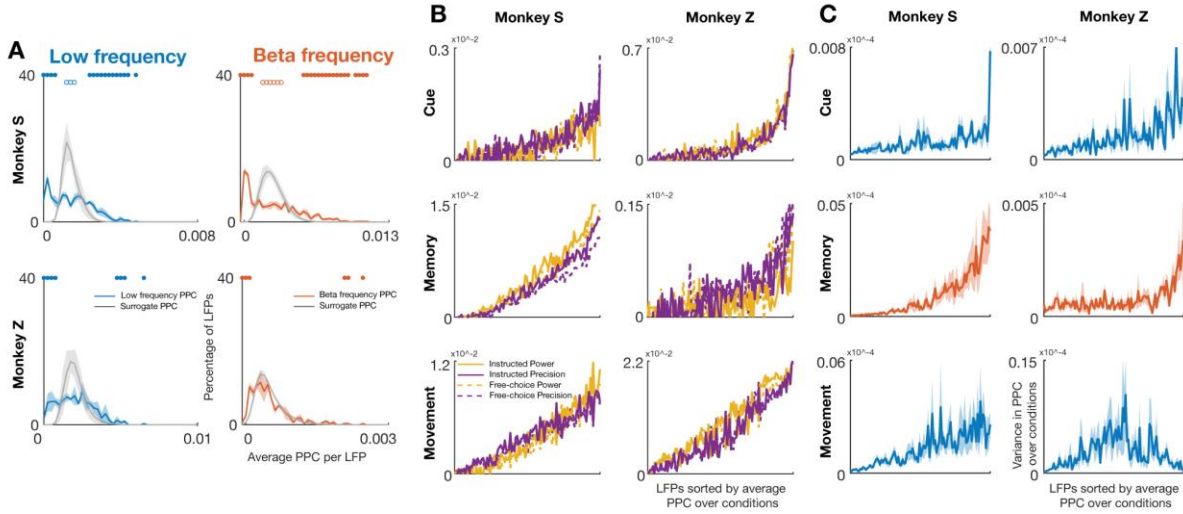 A
Low frequency
Beta frequency
Monkey S
40
0
0
0.008
40
0
0
0.013
Monkey Z
40
0
0
0.01
Low frequency PPC
Surrogate PPC
Percentage of LFPs
40
0
0
0.003
Beta frequency PPC
Surrogate PPC
Average PPC per LFP
B
Monkey S
Monkey Z
Cue
x10^-2
0.3
0
x10^-2
0.7
0
Memory
x10^-2
1.5
0
x10^-2
0.15
0
Movement
x10^-2
1.2
0
Instructed Power
Instructed Precision
Free-choice Power
Free-choice Precision
x10^-2
2.2
0
LFPs sorted by average
PPC over conditions
C
Monkey S
Monkey Z
Cue
x10^-4
0.008
0
x10^-4
0.007
0
Memory
x10^-4
0.05
0
x10^-4
0.005
0
Movement
x10^-4
0.06
0
x10^-4
0.15
0
Variance in PPC
over conditions
LFPs sorted by average
PPC over conditions